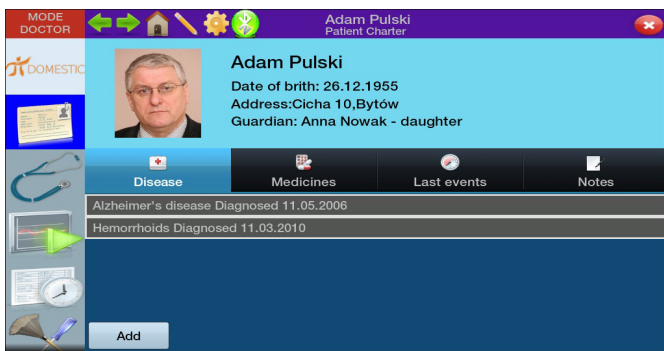 MODE
DOCTOR
Adam Pulski
Patient Charter
DOMESTIC
Adam Pulski
Date of brith: 26.12.1955
Address:Cicha 10,Bytów
Guardian: Anna Nowak - daughter
Disease
Medicines
Last events
Notes
Alzheimer's disease Diagnosed 11.05.2006
Hemorrhoids Diagnosed 11.03.2010
Add